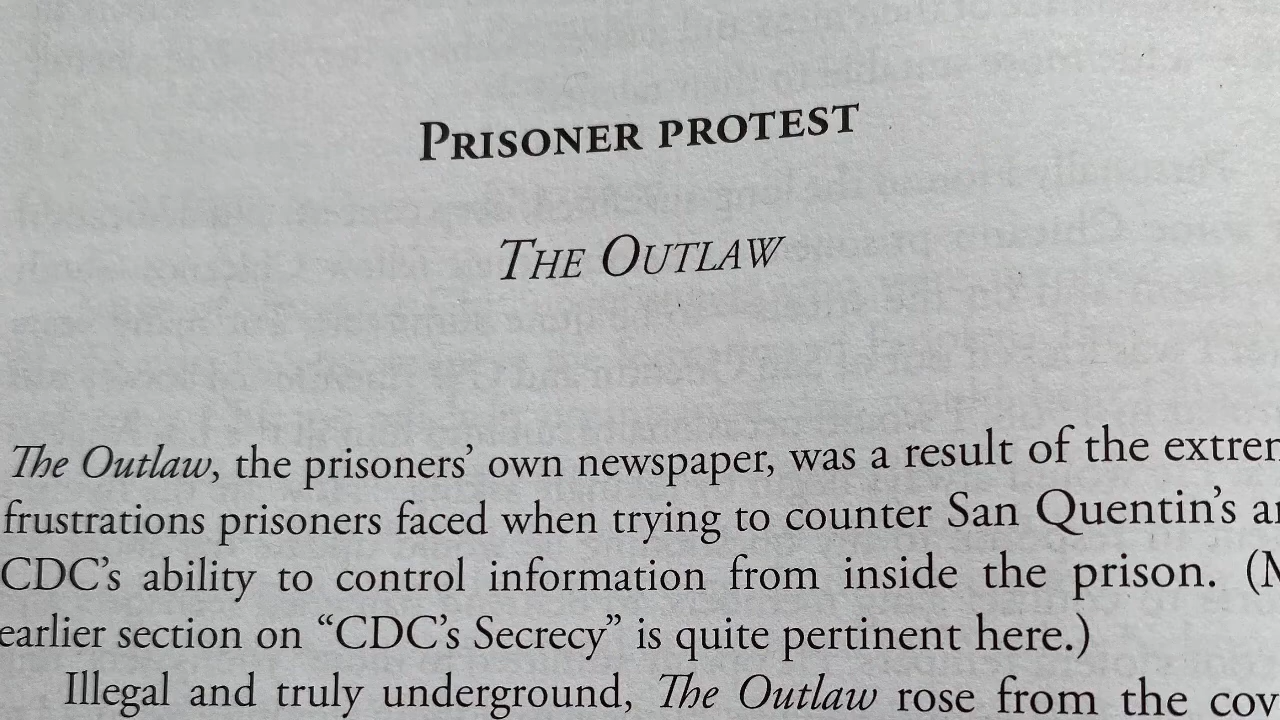 PRISONER PROTEST
THE OUTLAW
The Outlaw, the prisoners' own newspaper, was a result of the extrem
frustrations prisoners faced when trying to counter San Quentin's an
CDC's ability to control information from inside the prison. (M
earlier section on “CDC's Secrecy” is quite pertinent here.)
Illegal and truly underground, The Outlaw rose from the cov